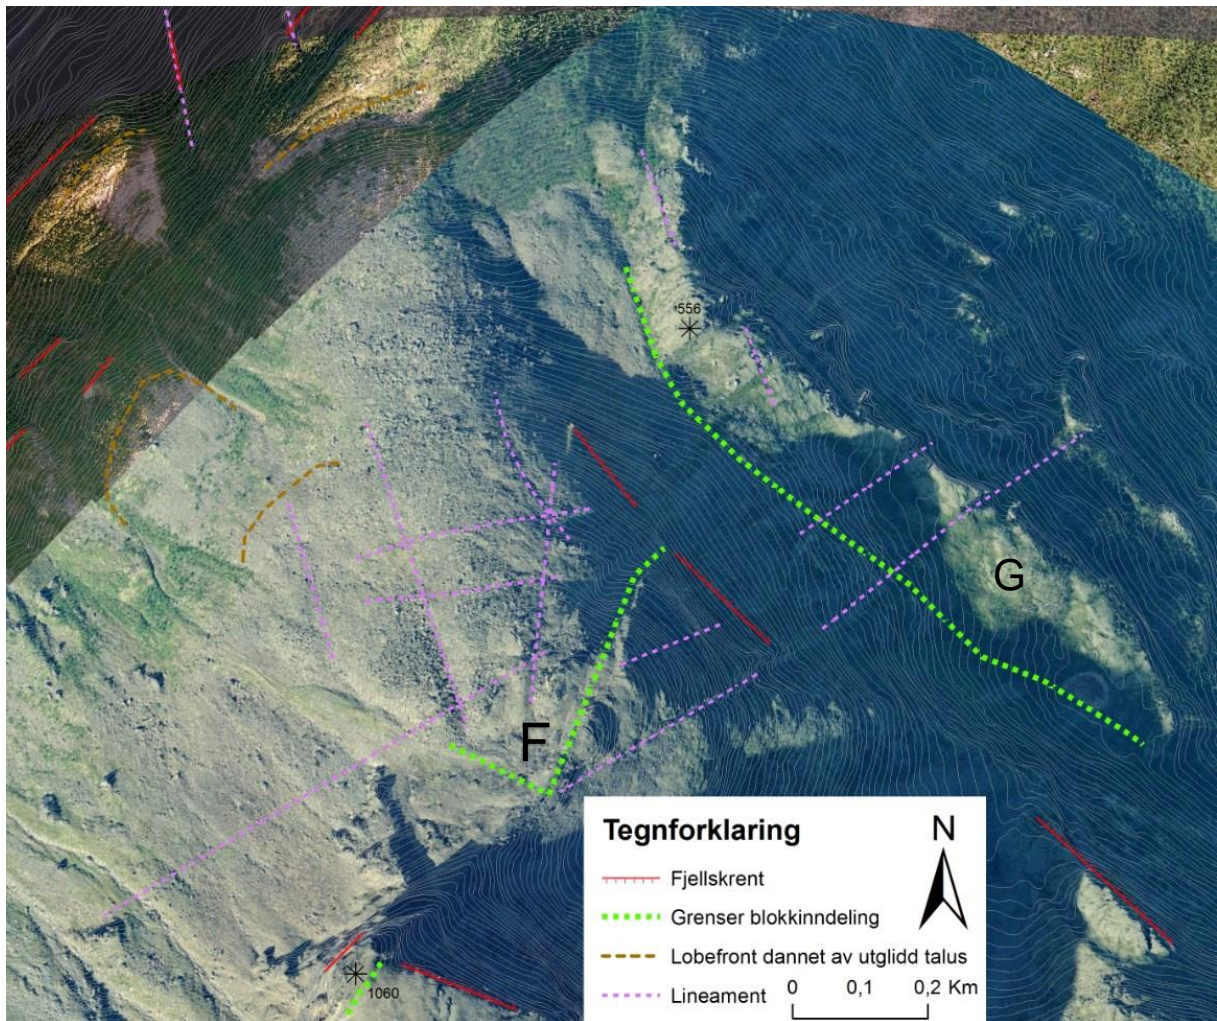 556
G
F
1060
Tegnforklaring
N
Fjellskrent
Grenser blokkinndeling
Lobefront dannet av utglidd talus
Lineament
0 0,1 0,2 Km